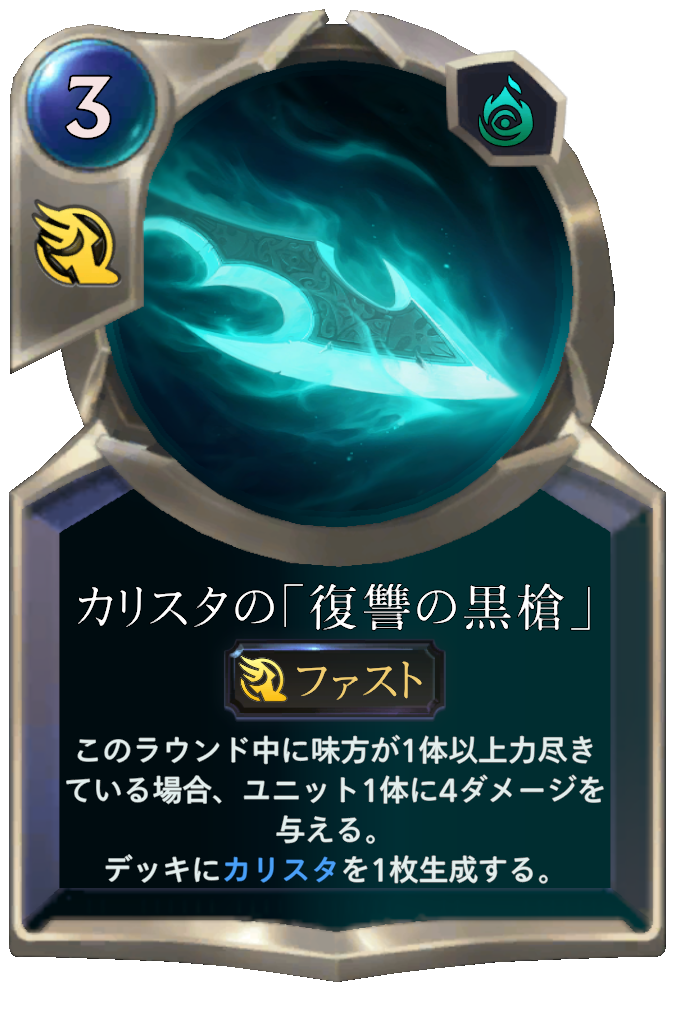 3
カリスタの「復讐の黒槍」
ファスト
このラウンド中に味方が1体以上力尽き
ている場合、ユニット1体に4ダメージを
与える。
デッキにカリスタを1枚生成する。